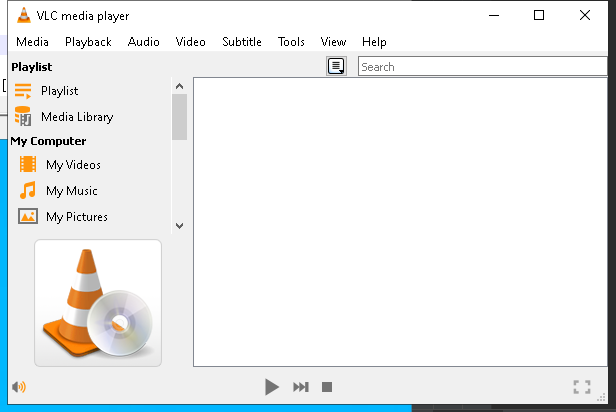 VLC media player
Media Playback Audio Video Subtitle Tools View Help
Playlist
Search
Playlist
Media Library
My Computer
My Videos
My Music
My Pictures